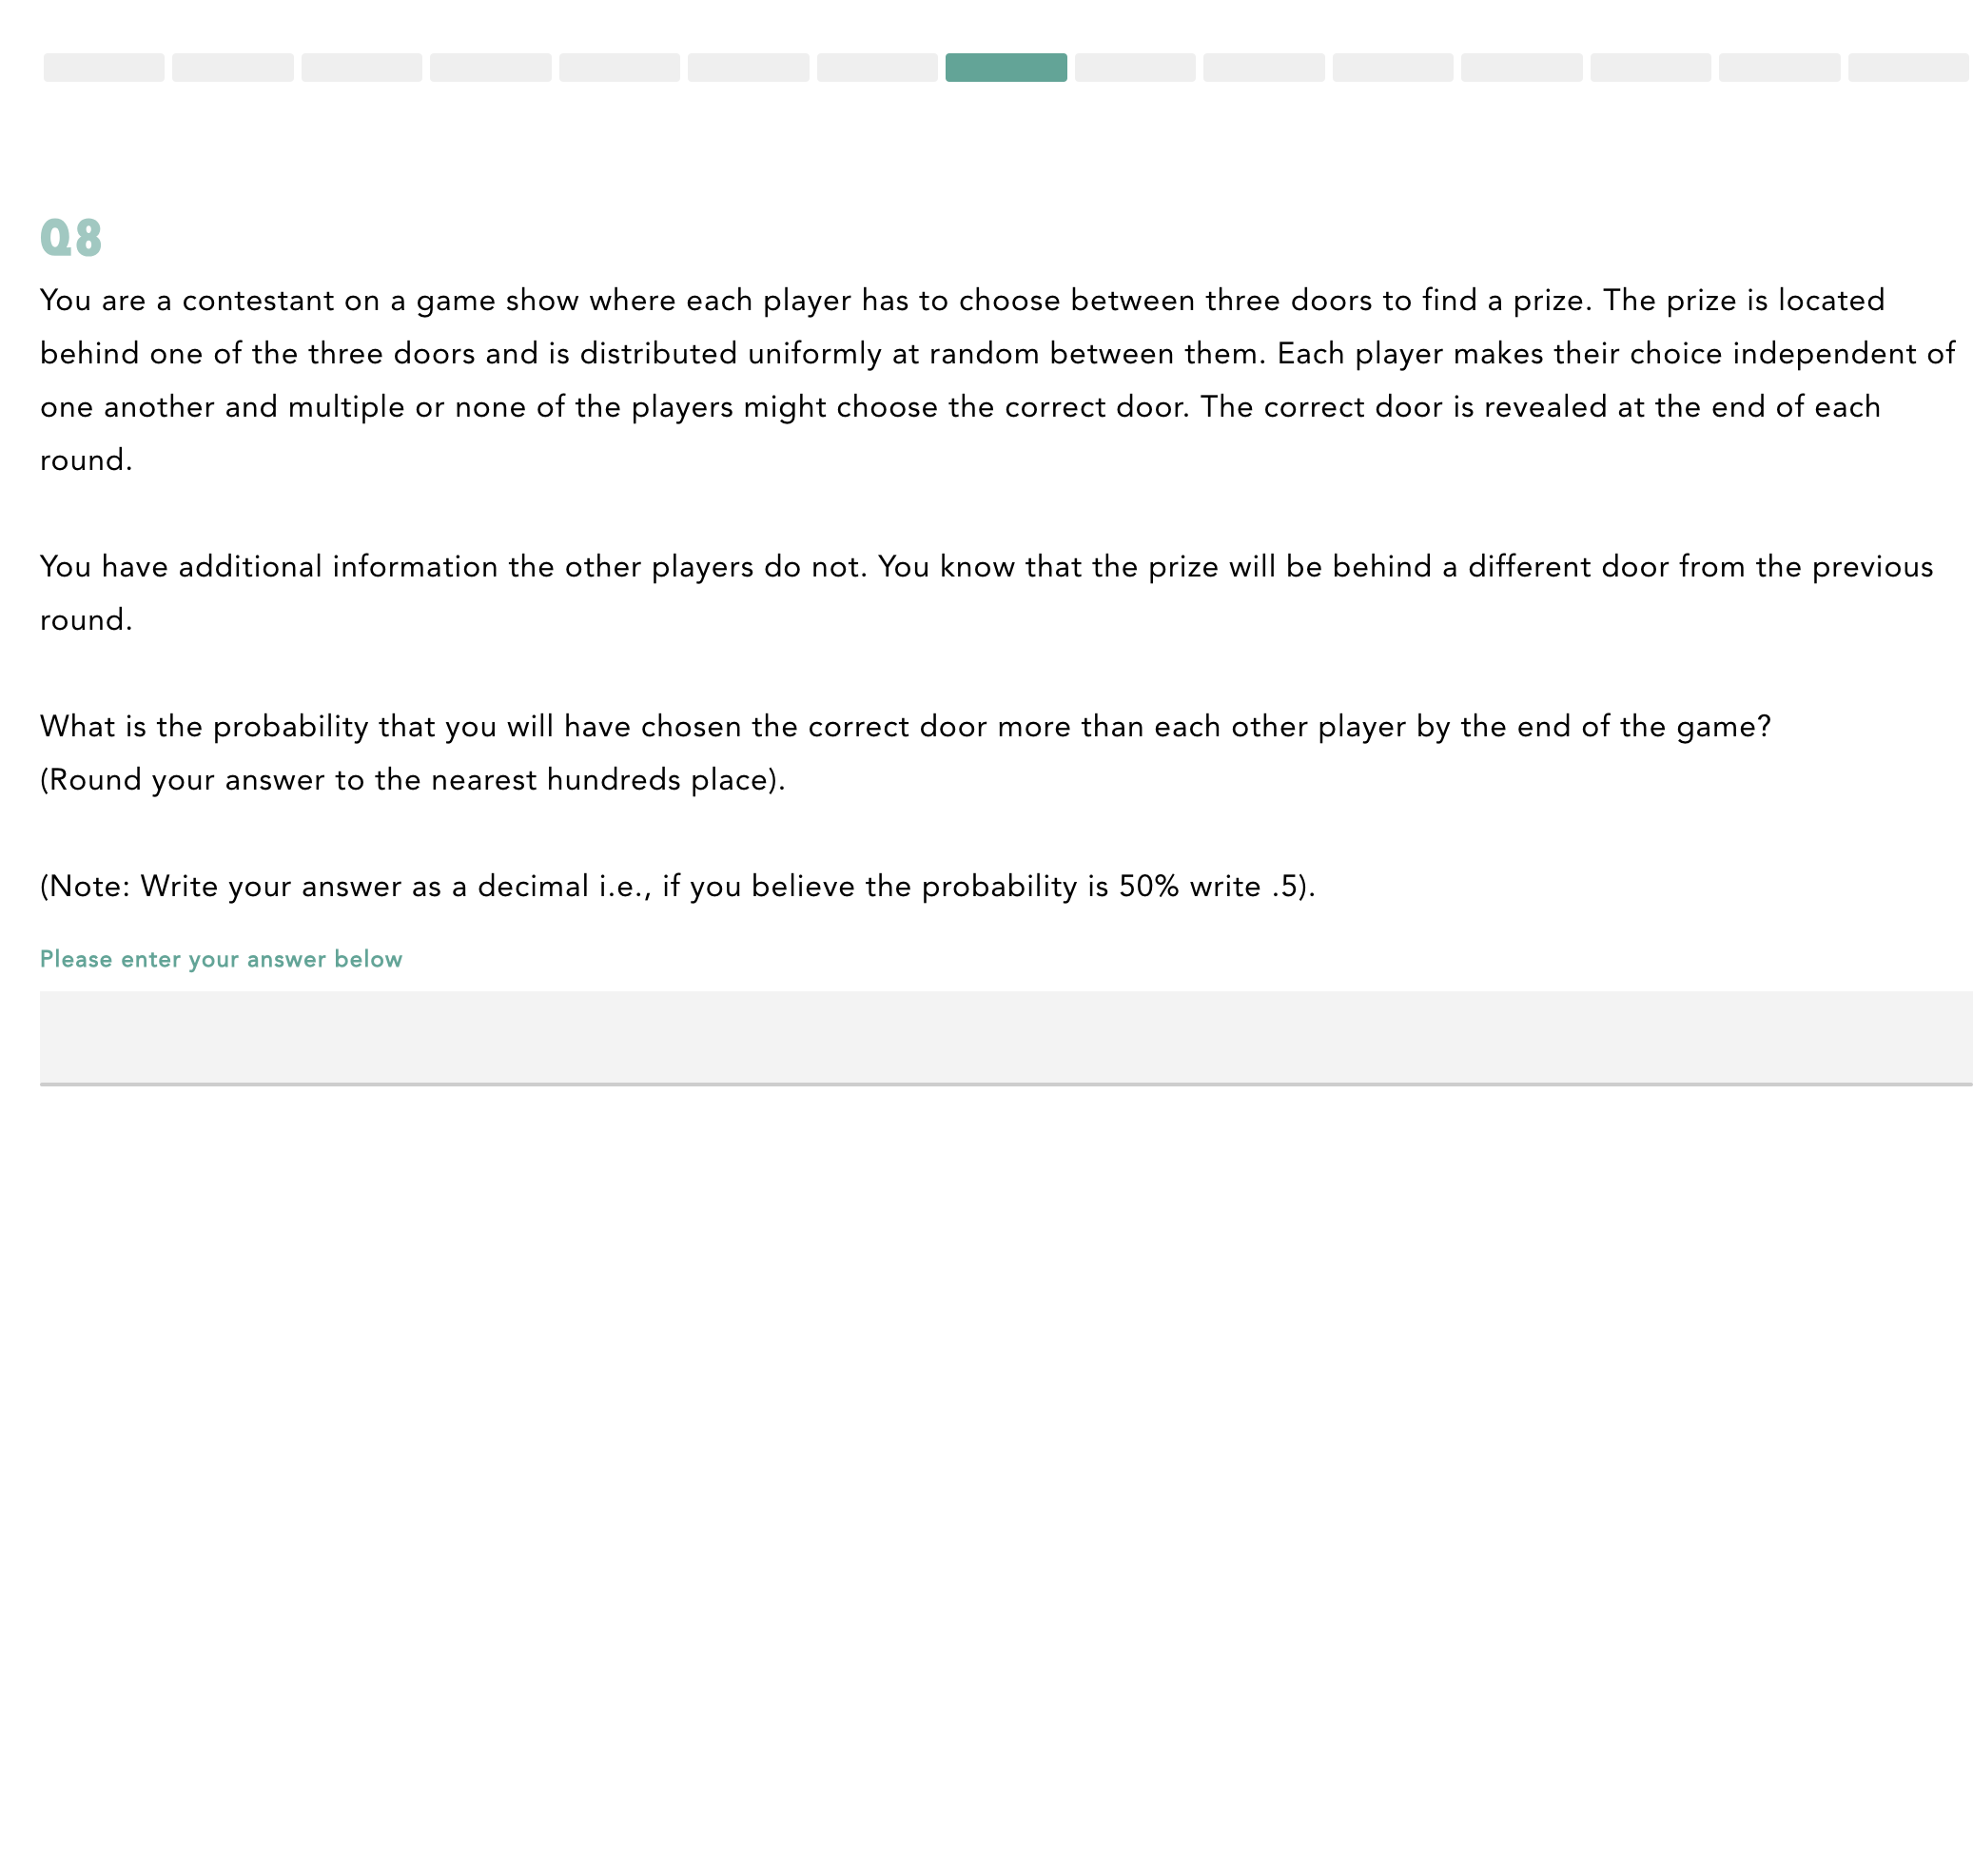 Q8
You are a contestant on a game show where each player has to choose between three doors to find a prize. The prize is located
behind one of the three doors and is distributed uniformly at random between them. Each player makes their choice independent of
one another and multiple or none of the players might choose the correct door. The correct door is revealed at the end of each
round.
You have additional information the other players do not. You know that the prize will be behind a different door from the previous
round.
What is the probability that you will have chosen the correct door more than each other player by the end of the game?
(Round your answer to the nearest hundreds place).
(Note: Write your answer as a decimal i.e., if you believe the probability is 50% write .5).
Please enter your answer below